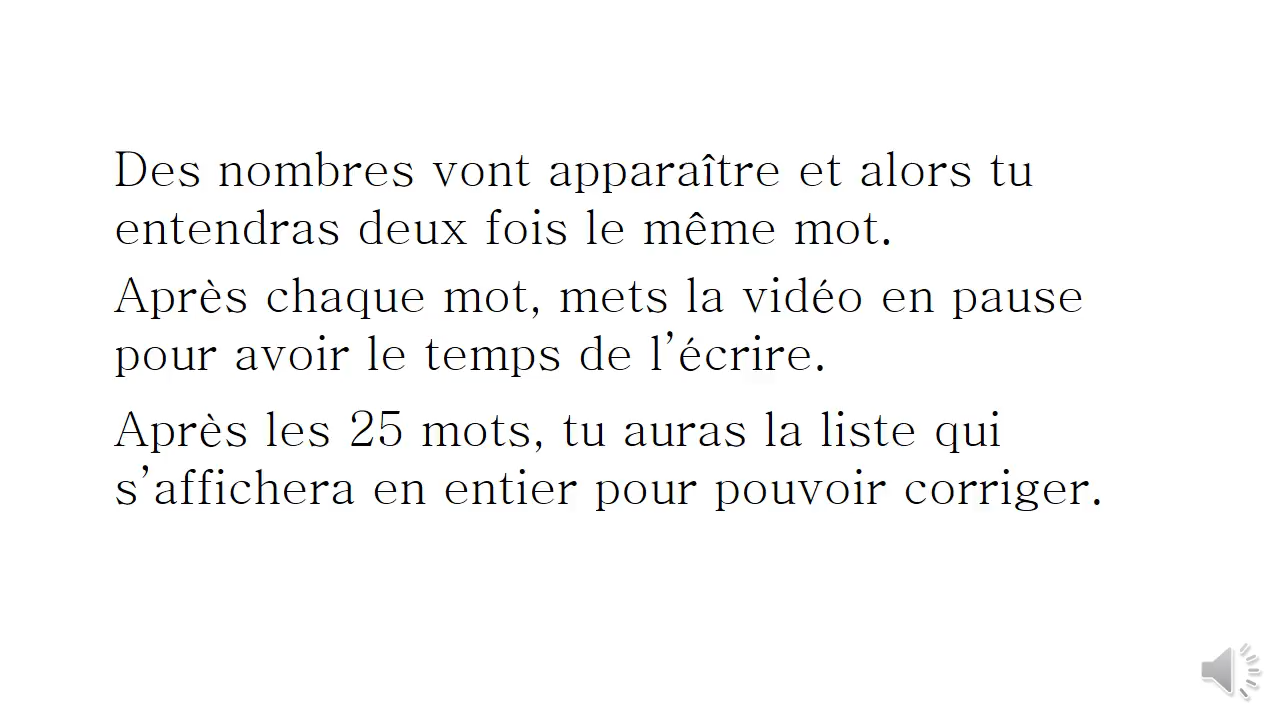 Des nombres vont apparaître et alors tu
entendras deux fois le même mot.
Après chaque mot, mets la vidéo en pause
pour avoir le temps de l’écrire.
Après les 25 mots, tu auras la liste qui
s’affichera en entier pour pouvoir corriger.